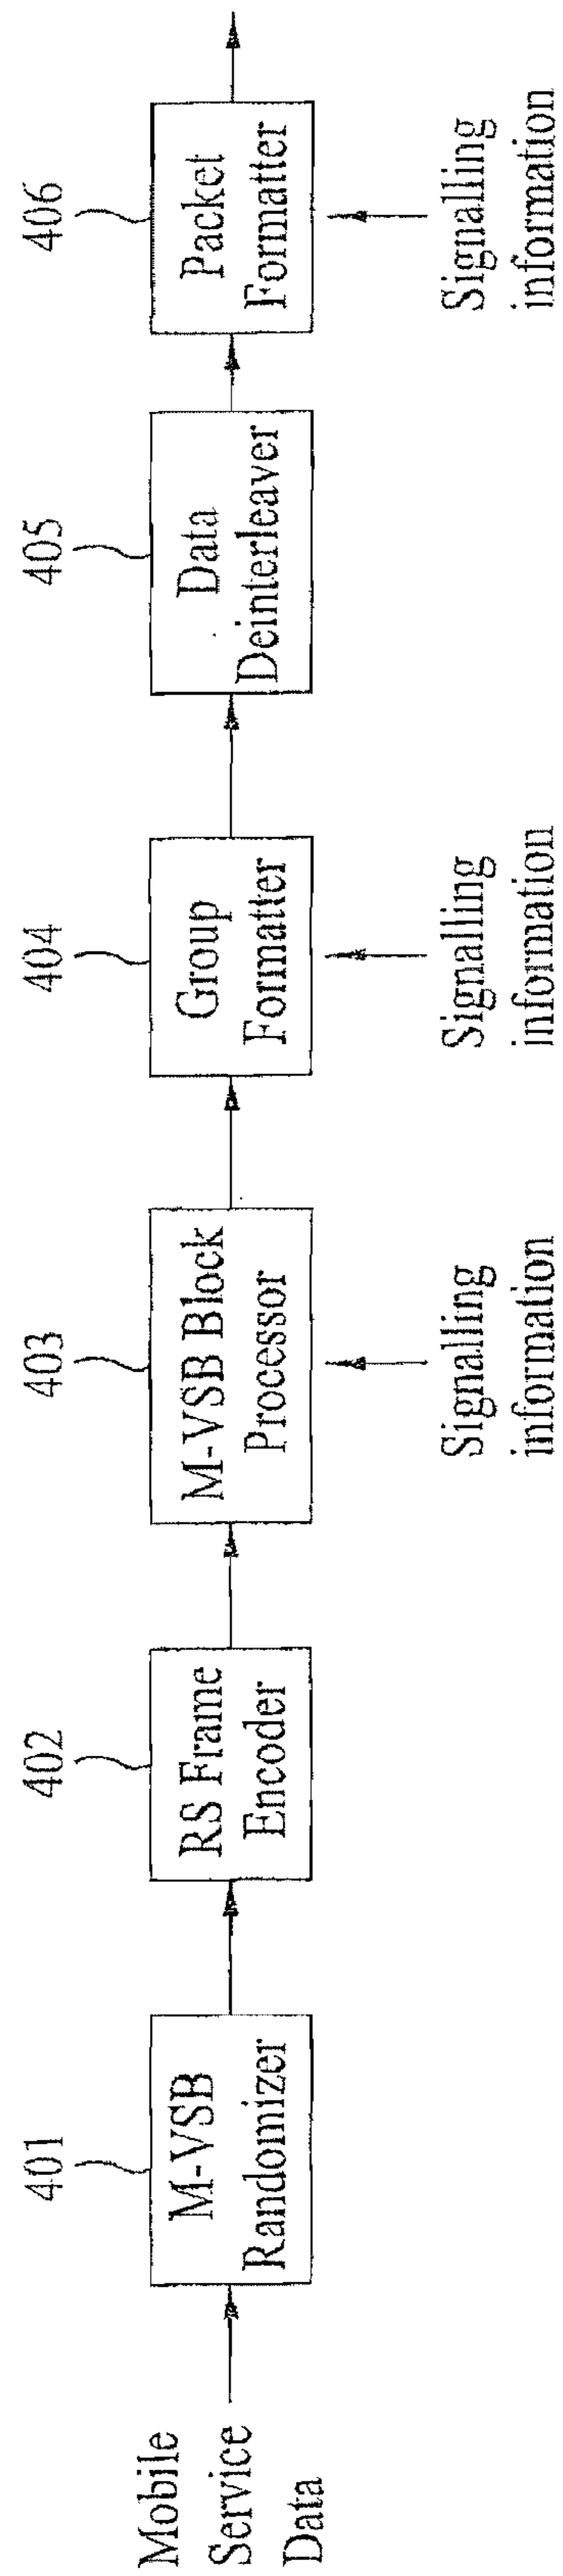 401
402
403
404
405
406
Mobile
Service
Data
M-VSB
Randomizer
RS Frame
Encoder
M-VSB Block
Processor
Group
Formatter
Data
Deinterleaver
Packet
Formatter
Signalling
information
Signalling
information
Signalling
information